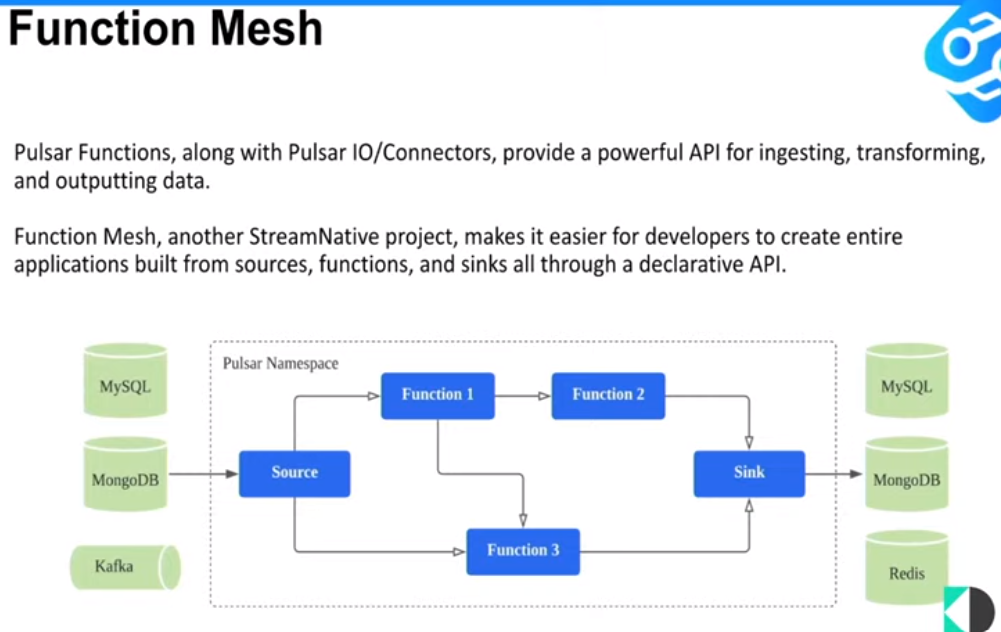 Function Mesh
Pulsar Functions, along with Pulsar IO/Connectors, provide a powerful API for ingesting, transforming,
and outputting data.
Function Mesh, another StreamNative project, makes it easier for developers to create entire
applications built from sources, functions, and sinks all through a declarative API.
Pulsar Namespace
MySQL
MongoDB
Kafka
Source
Function 1
Function 2
Function 3
Sink
MySQL
MongoDB
Redis